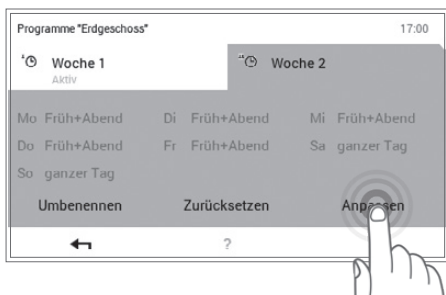 Programme "Erdgeschoss" 17:00
Woche 1 Woche 2
Aktiv
Mo Früh+Abend Di Früh+Abend Mi Früh+Abend
Do Früh+Abend Fr Früh+Abend Sa ganzer Tag
So ganzer Tag
Umbenennen Zurücksetzen Anpassen
?